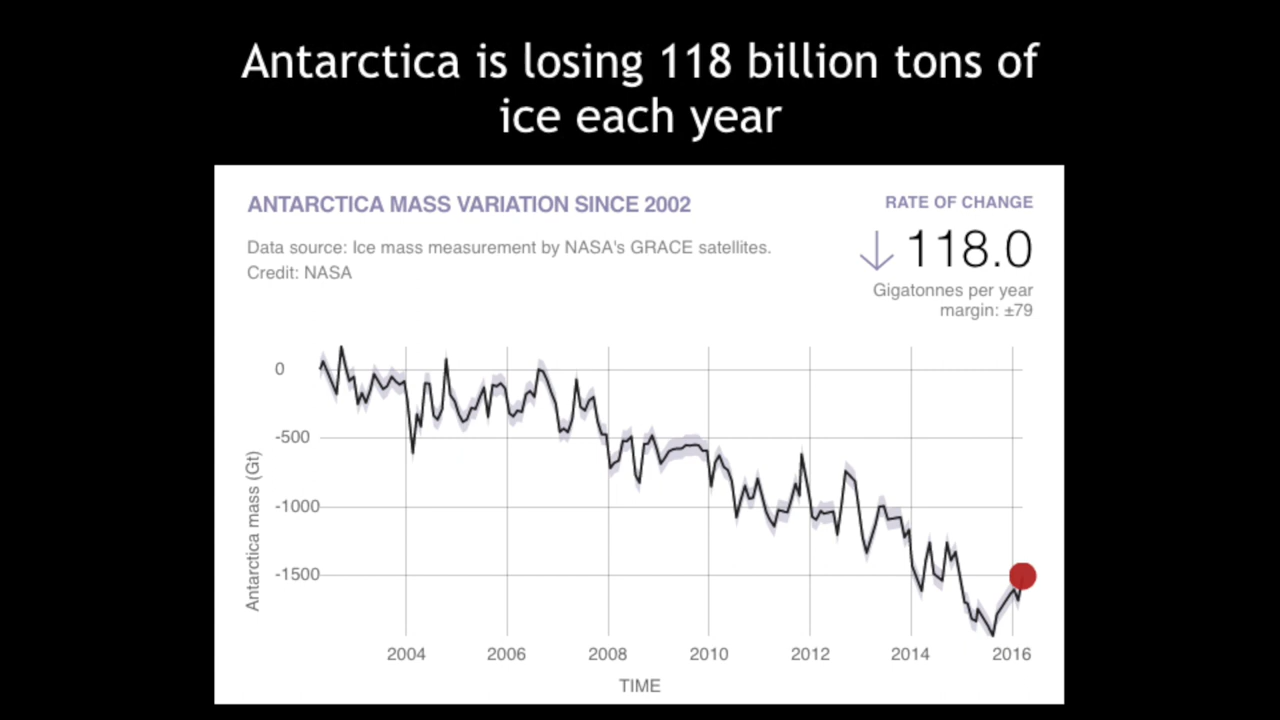 Antarctica is losing 118 billion tons of
ice each year
ANTARCTICA MASS VARIATION SINCE 2002
RATE OF CHANGE
Data source: Ice mass measurement by NASA's GRACE satellites.
Credit: NASA
↓ 118.0
Gigatonnes per year
margin: ±79
Antarctica mass (Gt)
0
-500
-1000
-1500
2004 2006 2008 2010 2012 2014 2016
TIME